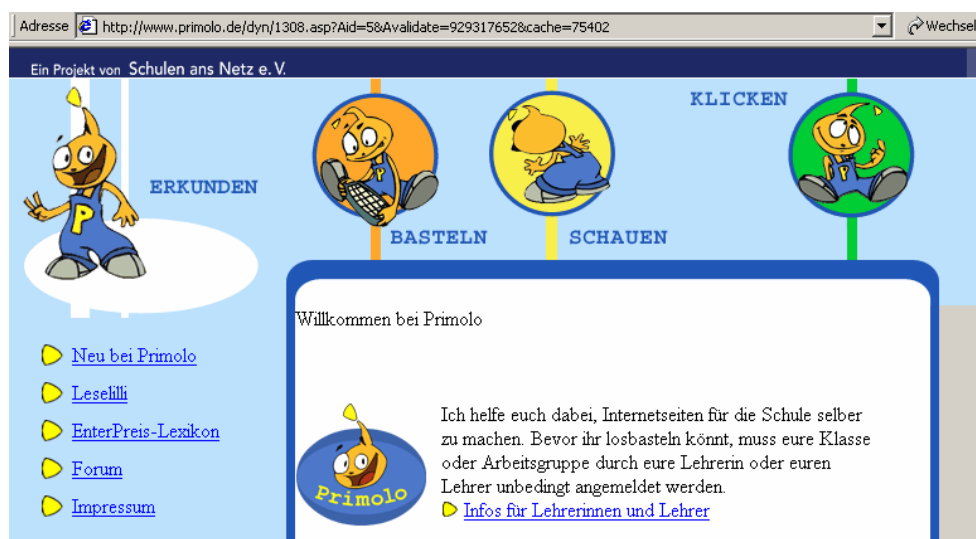 Adresse http://www.primolo.de/dyn/1308.asp?Aid=5&Avalidate=929317652&cache=75402 Wechsel
Ein Projekt von Schulen ans Netz e. V.
KLICKEN
ERKUNDEN
BASTELN SCHAUEN
Willkommen bei Primolo
Neu bei Primolo
Leselilli
EnterPreis-Lexikon
Forum
Impressum
Primolo
Ich helfe euch dabei, Internetseiten für die Schule selber
zu machen. Bevor ihr losbasteln könnt, muss eure Klasse
oder Arbeitsgruppe durch eure Lehrerin oder euren
Lehrer unbedingt angemeldet werden.
Infos für Lehrerinnen und Lehrer